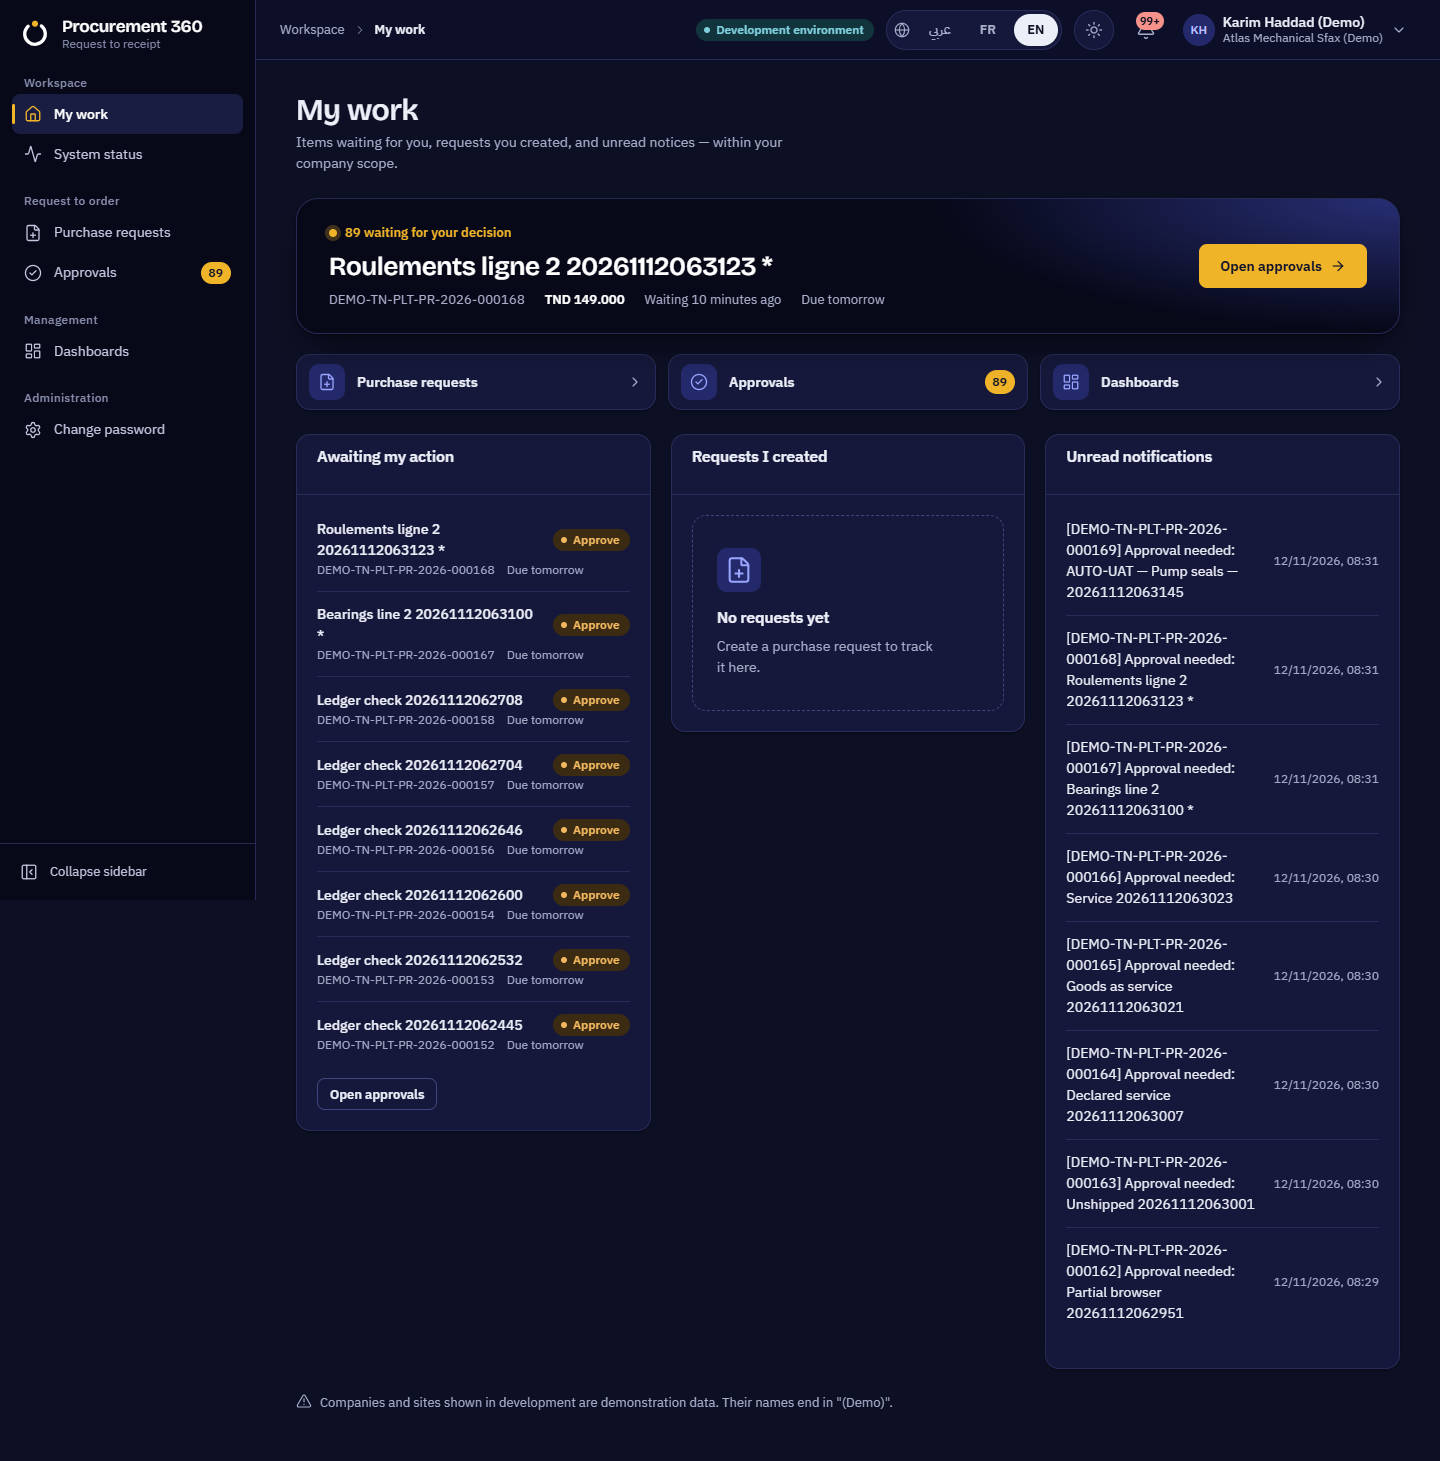 Procurement 360
Request to receipt
Workspace
My work
System status
Request to order
Purchase requests
Approvals 89
Management
Dashboards
Administration
Change password
Collapse sidebar
Workspace > My work
Development environment
عربي FR EN
99+
KH
Karim Haddad (Demo)
Atlas Mechanical Sfax (Demo)
My work
Items waiting for you, requests you created, and unread notices — within your
company scope.
89 waiting for your decision
Roulements ligne 2 20261112063123 *
DEMO-TN-PLT-PR-2026-000168 TND 149.000 Waiting 10 minutes ago Due tomorrow
Open approvals →
Purchase requests
Approvals 89
Dashboards
Awaiting my action
Roulements ligne 2
20261112063123 *
Approve
DEMO-TN-PLT-PR-2026-000168 Due tomorrow
Bearings line 2 20261112063100
*
Approve
DEMO-TN-PLT-PR-2026-000167 Due tomorrow
Ledger check 20261112062708 Approve
DEMO-TN-PLT-PR-2026-000158 Due tomorrow
Ledger check 20261112062704 Approve
DEMO-TN-PLT-PR-2026-000157 Due tomorrow
Ledger check 20261112062646 Approve
DEMO-TN-PLT-PR-2026-000156 Due tomorrow
Ledger check 20261112062600 Approve
DEMO-TN-PLT-PR-2026-000154 Due tomorrow
Ledger check 20261112062532 Approve
DEMO-TN-PLT-PR-2026-000153 Due tomorrow
Ledger check 20261112062445 Approve
DEMO-TN-PLT-PR-2026-000152 Due tomorrow
Open approvals
Requests I created
No requests yet
Create a purchase request to track
it here.
Unread notifications
[DEMO-TN-PLT-PR-2026-
000169] Approval needed:
AUTO-UAT — Pump seals —
20261112063145
12/11/2026, 08:31
[DEMO-TN-PLT-PR-2026-
000168] Approval needed:
Roulements ligne 2
20261112063123 *
12/11/2026, 08:31
[DEMO-TN-PLT-PR-2026-
000167] Approval needed:
Bearings line 2
20261112063100 *
12/11/2026, 08:31
[DEMO-TN-PLT-PR-2026-
000166] Approval needed:
Service 20261112063023
12/11/2026, 08:30
[DEMO-TN-PLT-PR-2026-
000165] Approval needed:
Goods as service
20261112063021
12/11/2026, 08:30
[DEMO-TN-PLT-PR-2026-
000164] Approval needed:
Declared service
20261112063007
12/11/2026, 08:30
[DEMO-TN-PLT-PR-2026-
000163] Approval needed:
Unshipped 20261112063001
12/11/2026, 08:30
[DEMO-TN-PLT-PR-2026-
000162] Approval needed:
Partial browser
20261112062951
12/11/2026, 08:29
Companies and sites shown in development are demonstration data. Their names end in "(Demo)".